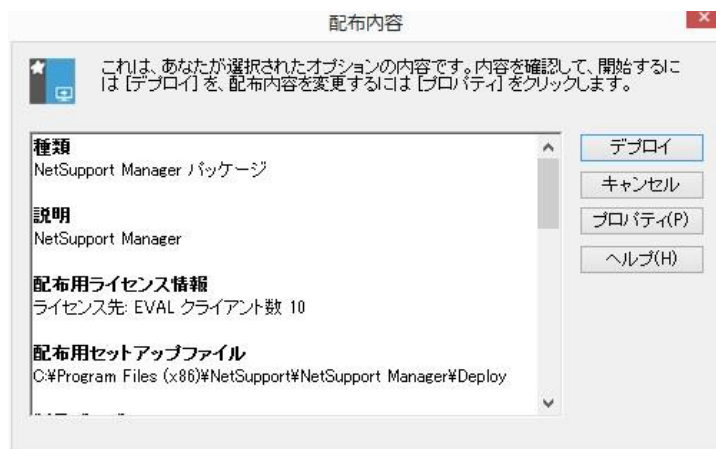 配布内容
これは、あなたが選択されたオプションの内容です。内容を確認して、開始するに
は [デプロイ] を、配布内容を変更するには [プロパティ] をクリックします。
種類
NetSupport Manager パッケージ
説明
NetSupport Manager
配布用ライセンス情報
ライセンス先: EVAL クライアント数 10
配布用セットアップファイル
C:¥Program Files (x86)¥NetSupport¥NetSupport Manager¥Deploy
デプロイ
キャンセル
プロパティ(P)
ヘルプ(H)